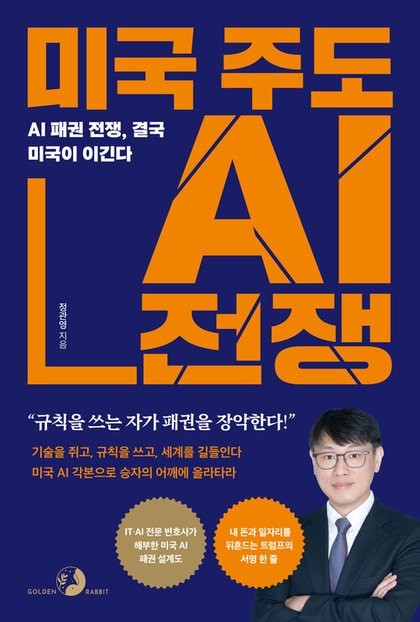 미국 주도
AI 패권 전쟁, 결국
미국이 이긴다
AI
전쟁
정관영 지음
“규칙을 쓰는 자가 패권을 장악한다!”
기술을 쥐고, 규칙을 쓰고, 세계를 길들인다
미국 AI 각본으로 승자의 어깨에 올라타라
IT·AI 전문 변호사가
해부한 미국 AI
패권 설계도
내 돈과 일자리를
뒤흔드는 트럼프의
서명 한 줄
GOLDEN RABBIT